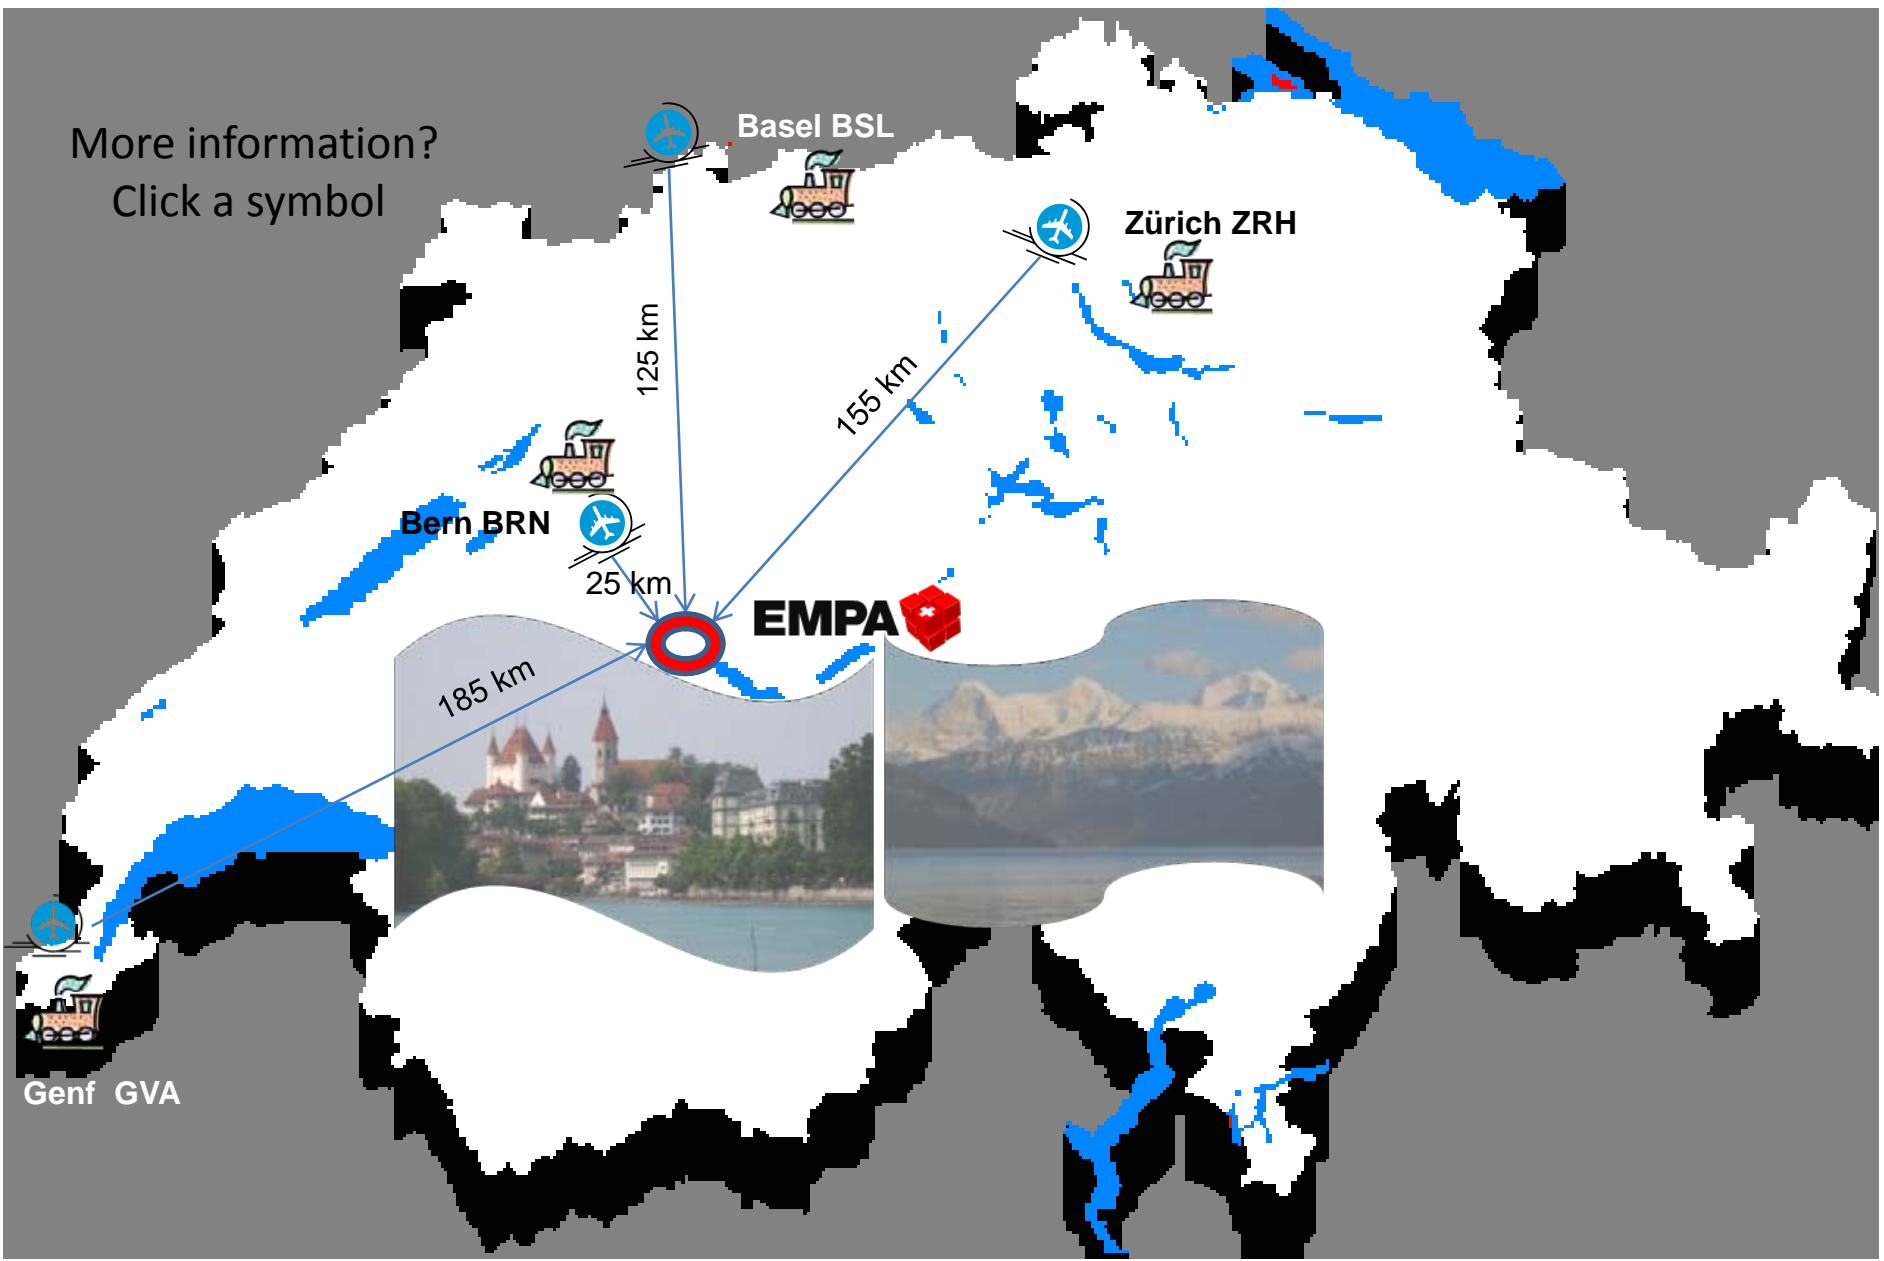 More information?
Click a symbol
Basel BSL
Zürich ZRH
125 km
155 km
Bern BRN
25 km
EMPA
185 km
Genf GVA